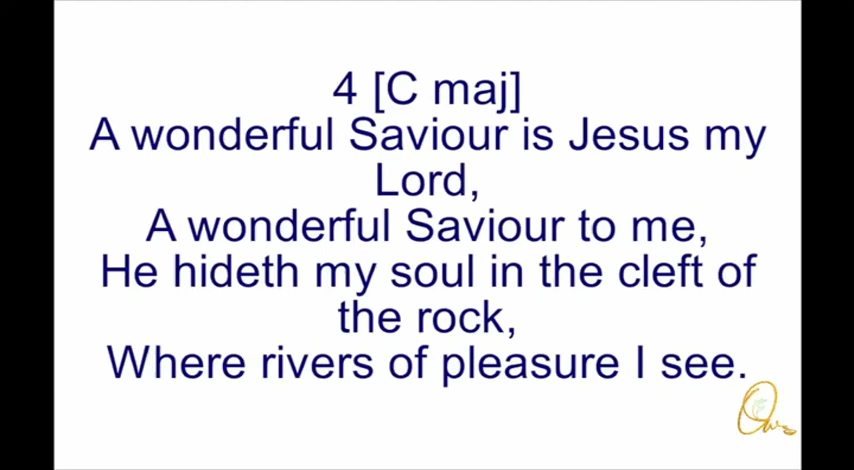 4 [C maj]
A wonderful Saviour is Jesus my
Lord,
A wonderful Saviour to me,
He hideth my soul in the cleft of
the rock,
Where rivers of pleasure I see.